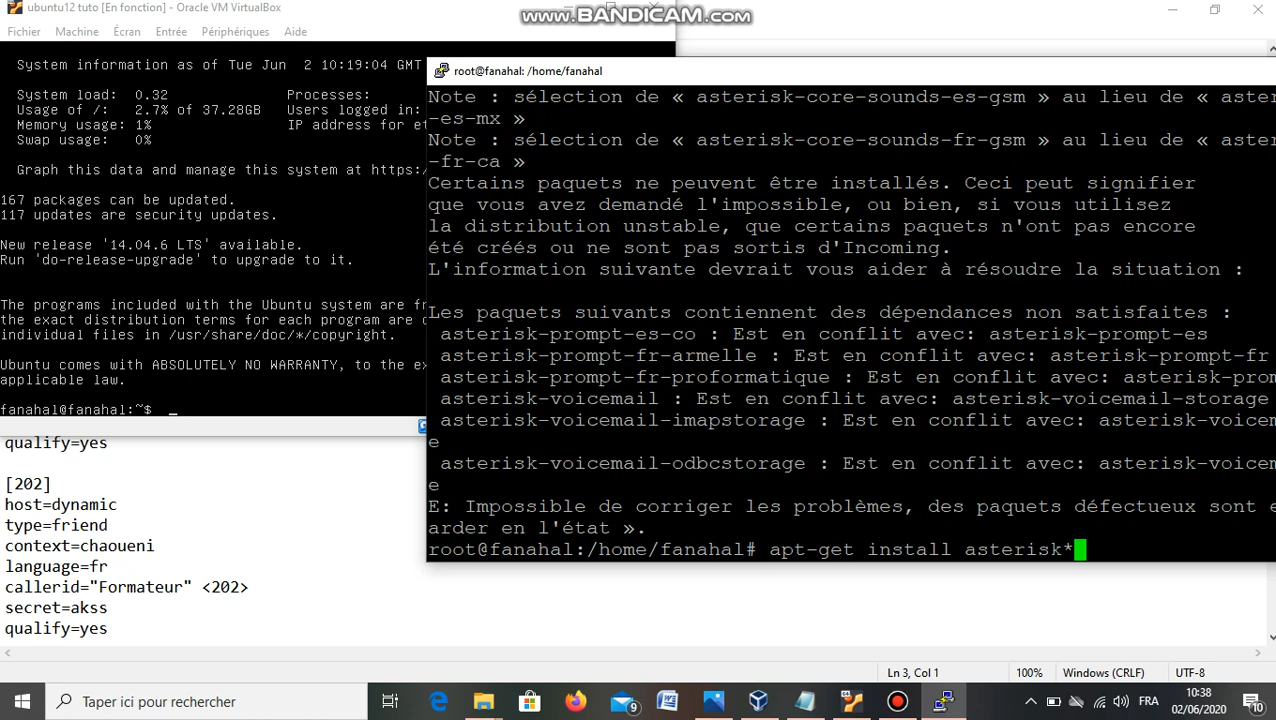 ubuntu12 tuto [En fonction] - Oracle VM VirtualBox
www.BANDICAM.com
Fichier Machine Écran Entrée Périphériques Aide
System information as of Tue Jun 2 10:19:04 GMT
System load: 0.32 Processes:
Usage of /: 2.7% of 37.28GB Users logged in:
Memory usage: 1% IP address for et
Swap usage: 0%
Graph this data and manage this system at https:/
167 packages can be updated.
117 updates are security updates.
New release '14.04.6 LTS' available.
Run 'do-release-upgrade' to upgrade to it.
The programs included with the Ubuntu system are fr
the exact distribution terms for each program are d
individual files in /usr/share/doc/*/copyright.
Ubuntu comes with ABSOLUTELY NO WARRANTY, to the ex
applicable law.
fanahal@fanahal:~$ _
root@fanahal: /home/fanahal
Note : sélection de « asterisk-core-sounds-es-gsm » au lieu de « aster
-es-mx »
Note : sélection de « asterisk-core-sounds-fr-gsm » au lieu de « aster
-fr-ca »
Certains paquets ne peuvent être installés. Ceci peut signifier
que vous avez demandé l'impossible, ou bien, si vous utilisez
la distribution unstable, que certains paquets n'ont pas encore
été créés ou ne sont pas sortis d'Incoming.
L'information suivante devrait vous aider à résoudre la situation :
Les paquets suivants contiennent des dépendances non satisfaites :
asterisk-prompt-es-co : Est en conflit avec: asterisk-prompt-es
asterisk-prompt-fr-armelle : Est en conflit avec: asterisk-prompt-fr
asterisk-prompt-fr-proformatique : Est en conflit avec: asterisk-prom
asterisk-voicemail : Est en conflit avec: asterisk-voicemail-storage
asterisk-voicemail-imapstorage : Est en conflit avec: asterisk-voicem
e
asterisk-voicemail-odbcstorage : Est en conflit avec: asterisk-voicem
e
E: Impossible de corriger les problèmes, des paquets défectueux sont e
arder en l'état ».
root@fanahal:/home/fanahal# apt-get install asterisk*
qualify=yes
[202]
host=dynamic
type=friend
context=chaoueni
language=fr
callerid="Formateur" <202>
secret=akss
qualify=yes
Ln 3, Col 1 100% Windows (CRLF) UTF-8
Taper ici pour rechercher
9
FRA
10:38
02/06/2020
10